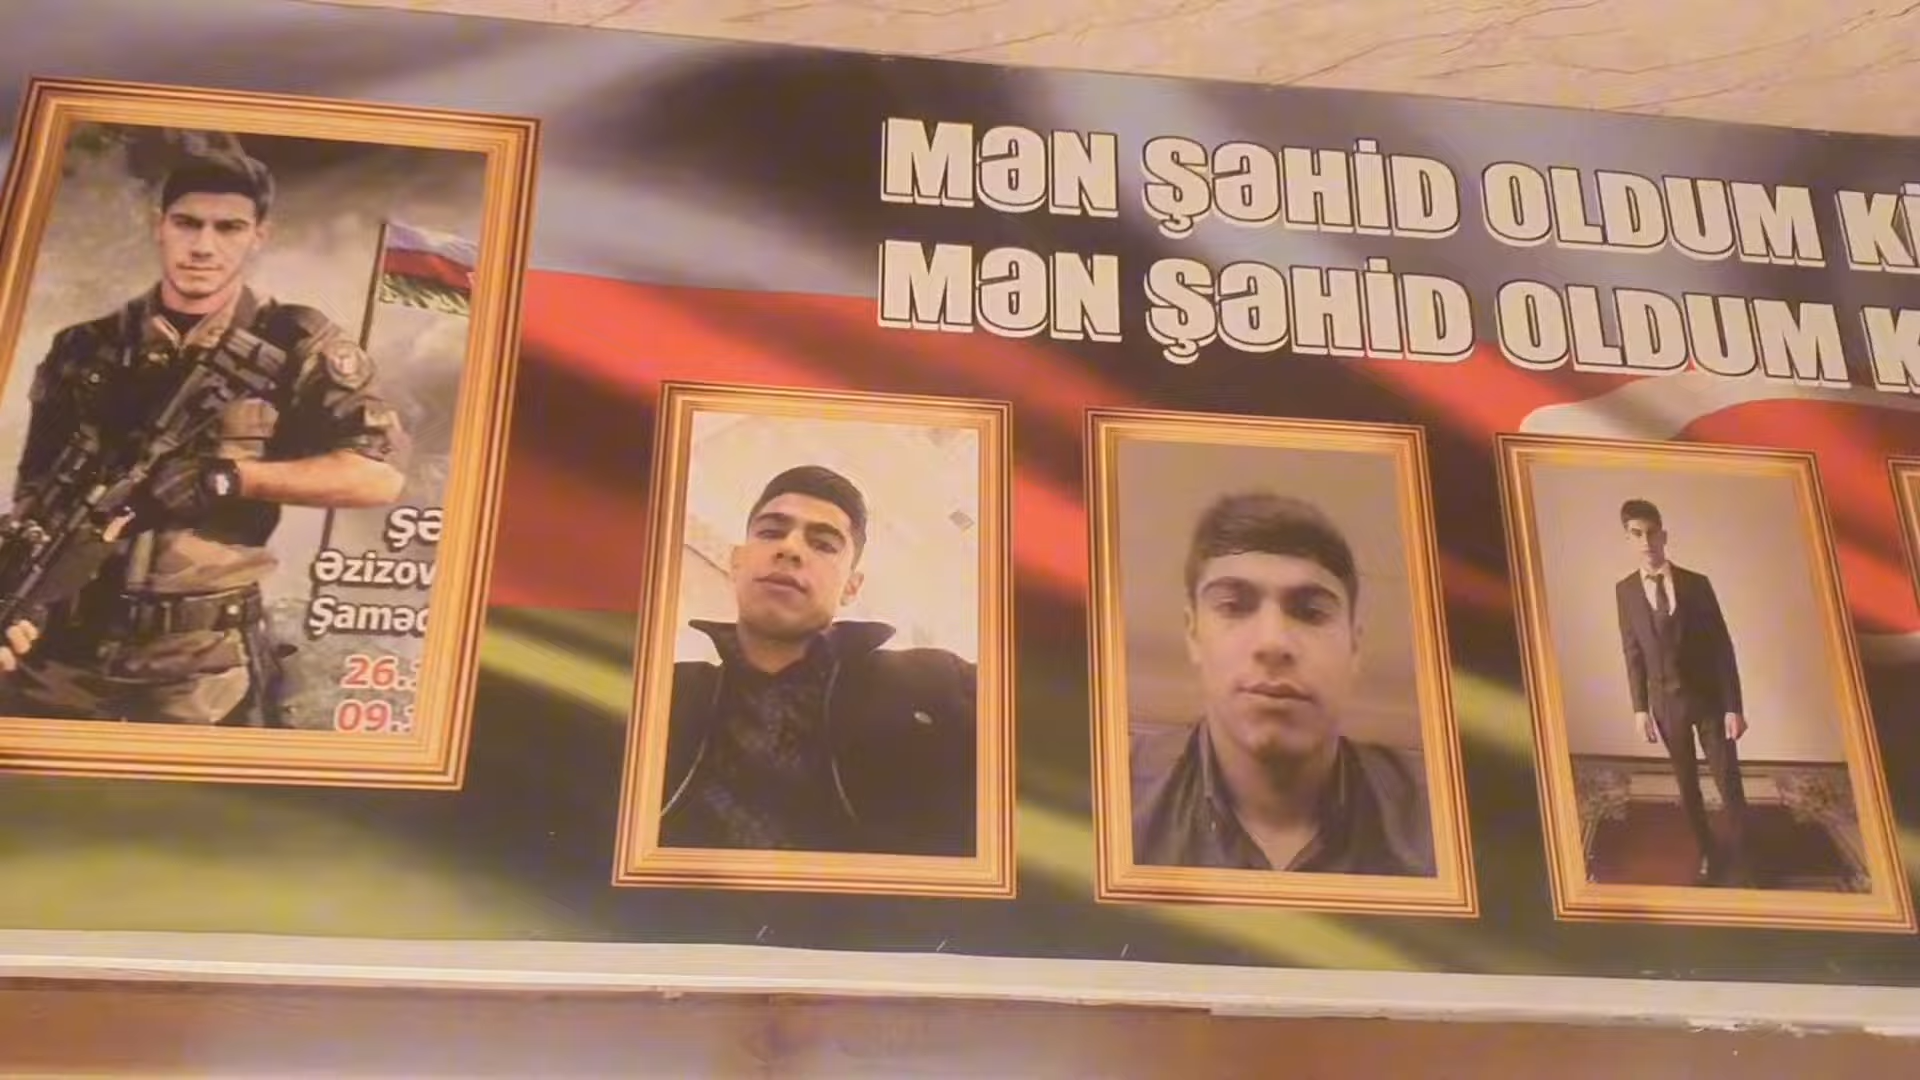 MƏN ŞƏHİD OLDUM Kİ
MƏN ŞƏHİD OLDUM K
ŞƏ
Əzizov
Şaməd
26.
09.